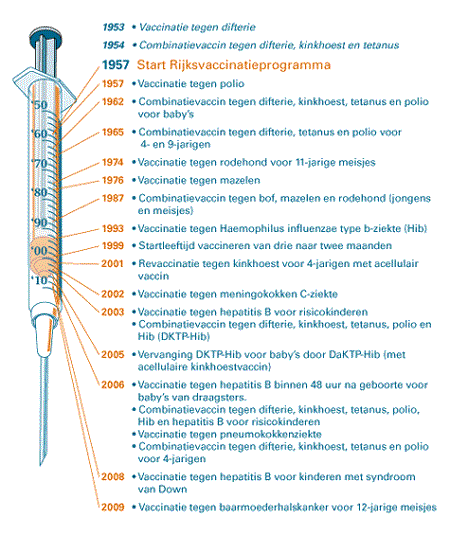 1953 • Vaccinatie tegen difterie
1954 • Combinatievaccin tegen difterie, kinkhoest en tetanus
1957 Start Rijksvaccinatieprogramma
1957 • Vaccinatie tegen polio
1962 • Combinatievaccin tegen difterie, kinkhoest, tetanus en polio
voor baby's
1965 • Combinatievaccin tegen difterie, tetanus en polio voor
4- en 9-jarigen
1974 • Vaccinatie tegen rodehond voor 11-jarige meisjes
1976 • Vaccinatie tegen mazelen
1987 • Combinatievaccin tegen bof, mazelen en rodehond (jongens
en meisjes)
1993 • Vaccinatie tegen Haemophilus influenzae type b-ziekte (Hib)
1999 • Startleeftijd vaccineren van drie naar twee maanden
2001 • Revaccinatie tegen kinkhoest voor 4-jarigen met acellulair
vaccin
2002 • Vaccinatie tegen meningokokken C-ziekte
2003 • Vaccinatie tegen hepatitis B voor risicokinderen
• Combinatievaccin tegen difterie, kinkhoest, tetanus, polio en
Hib (DKTP-Hib)
2005 • Vervanging DKTP-Hib voor baby's door DaKTP-Hib (met
acellulaire kinkhoestvaccin)
2006 • Vaccinatie tegen hepatitis B binnen 48 uur na geboorte voor
baby's van draagsters.
• Combinatievaccin tegen difterie, kinkhoest, tetanus, polio,
Hib en hepatitis B voor risicokinderen
• Vaccinatie tegen pneumokokkenziekte
• Combinatievaccin tegen difterie, kinkhoest, tetanus en polio
voor 4-jarigen
2008 • Vaccinatie tegen hepatitis B voor kinderen met syndroom
van Down
2009 • Vaccinatie tegen baarmoederhalskanker voor 12-jarige meisjes
'50
'60
'70
'80
'90
'00
'10